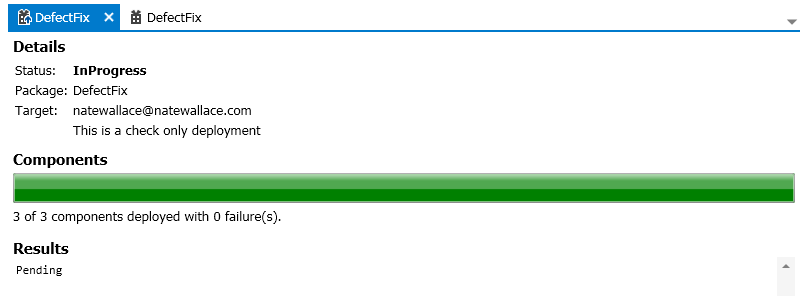 DefectFix
DefectFix
Details
Status: InProgress
Package: DefectFix
Target: natewallace@natewallace.com
This is a check only deployment
Components
3 of 3 components deployed with 0 failure(s).
Results
Pending